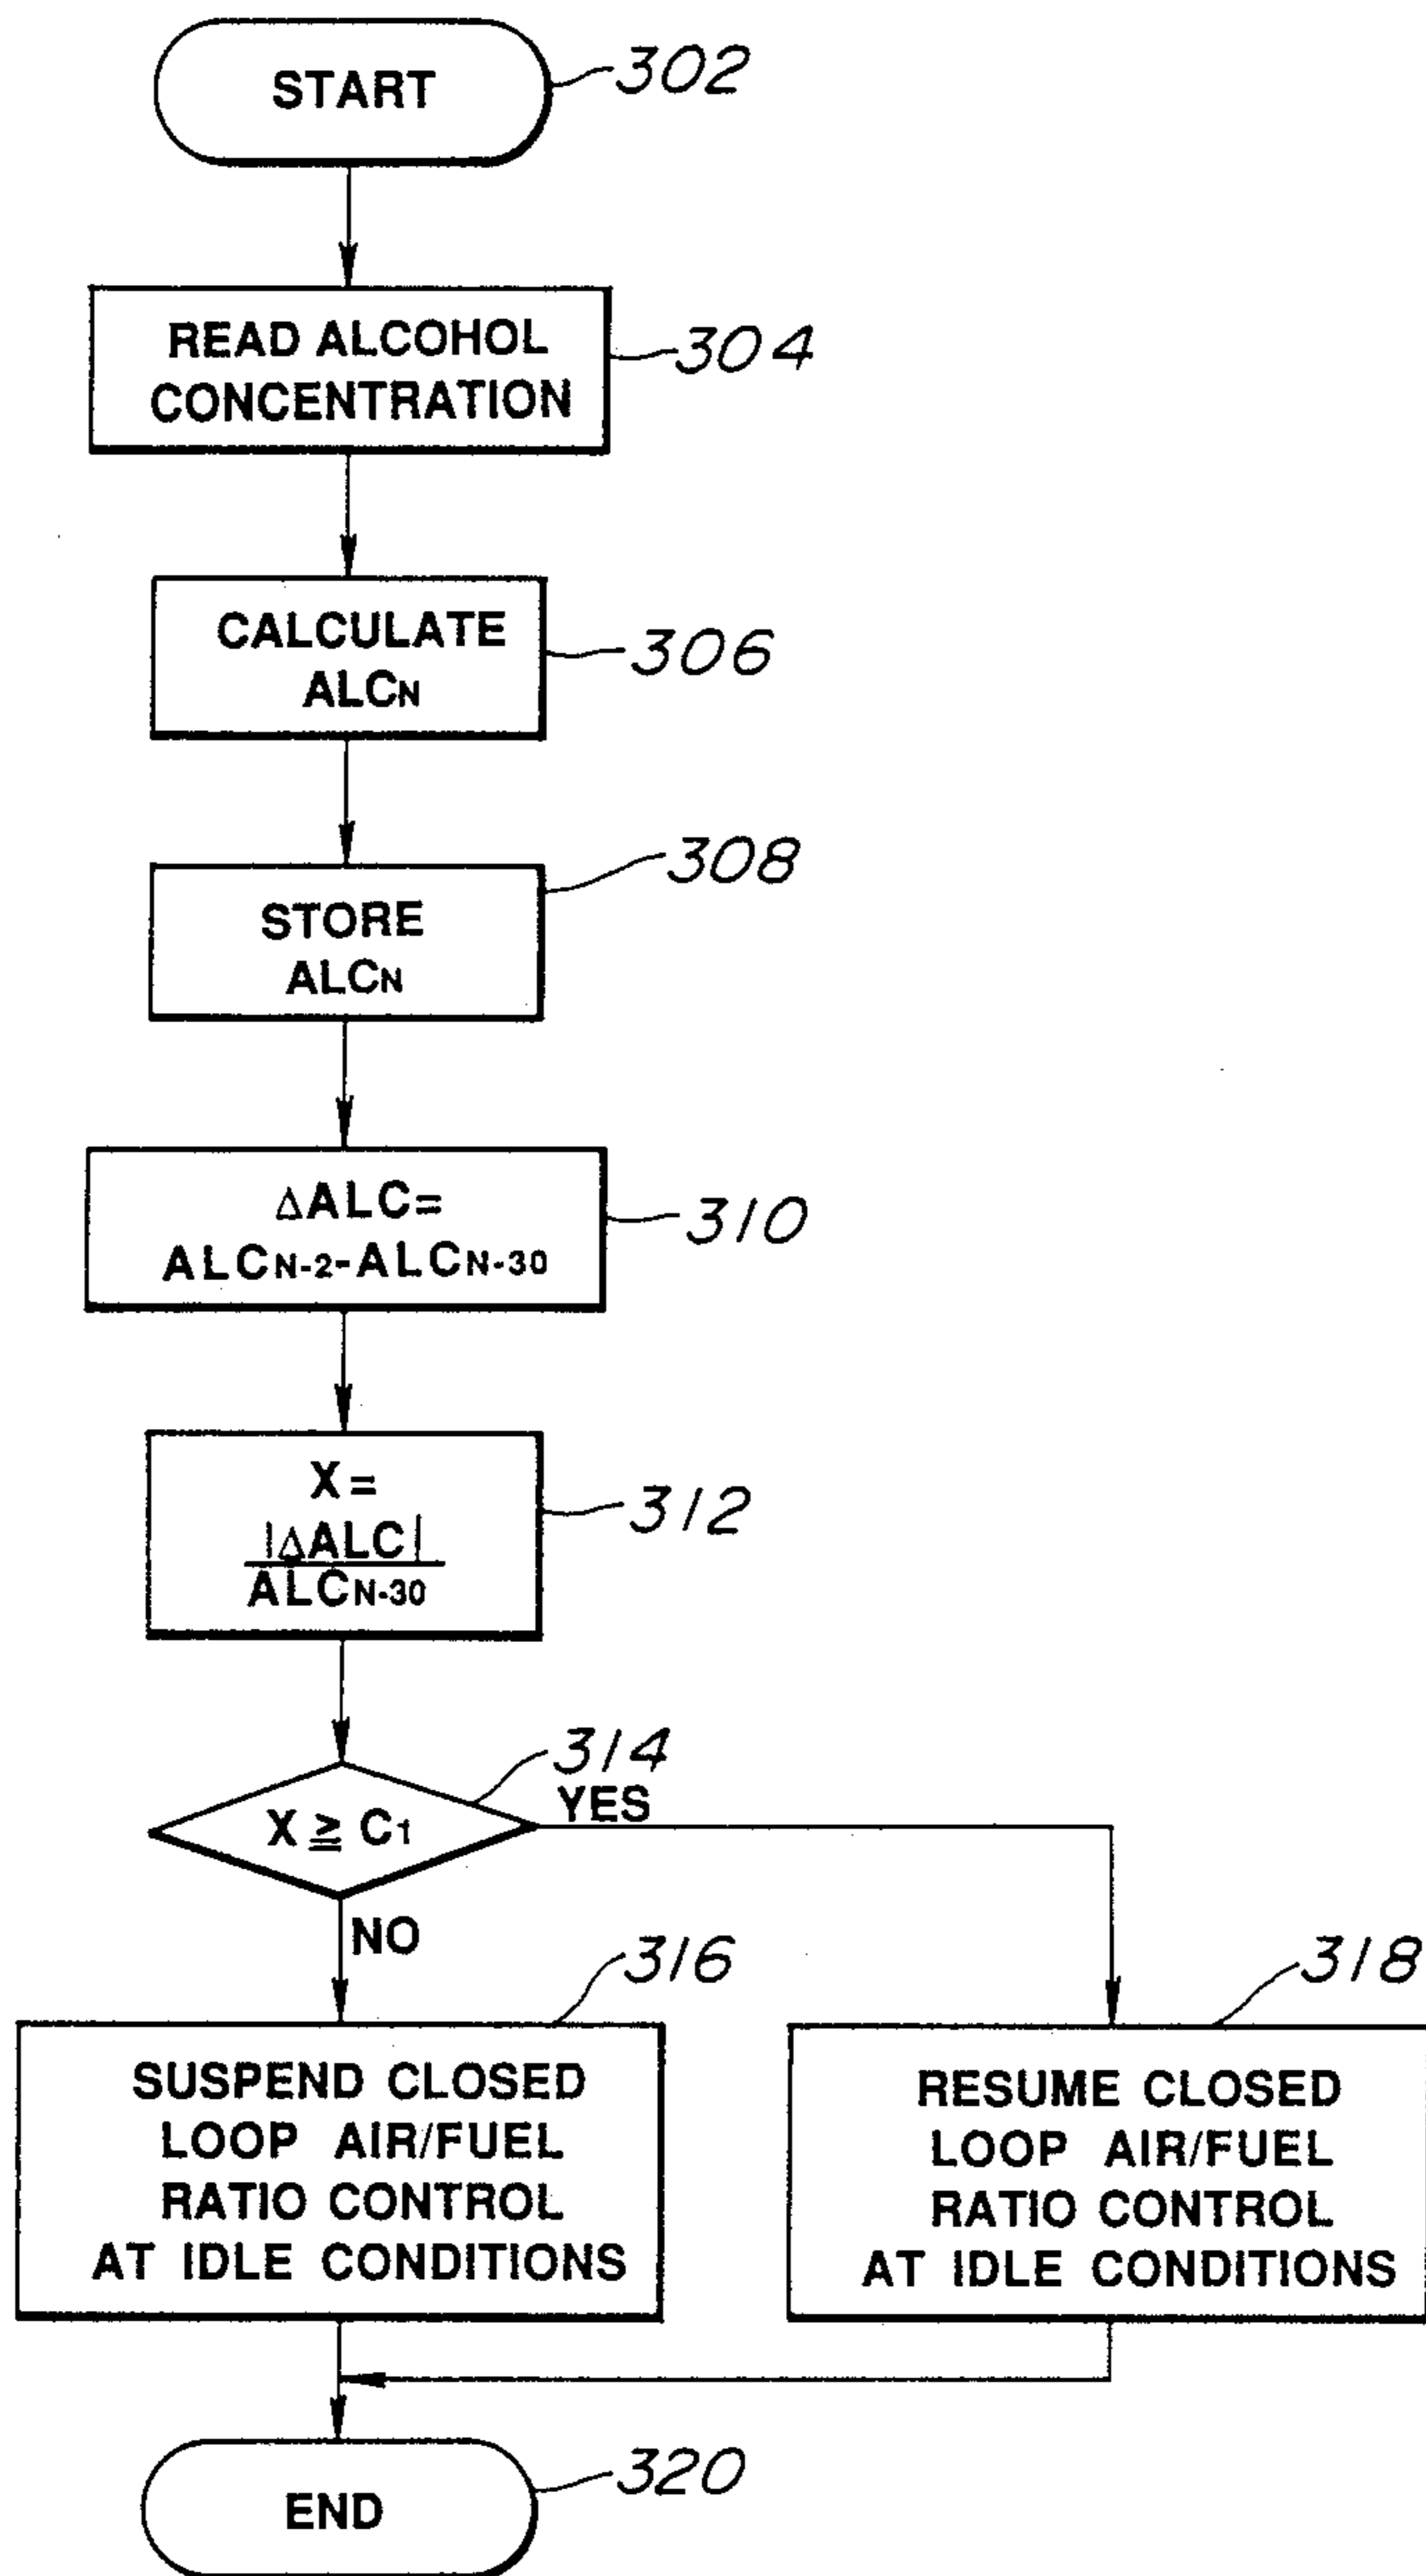 START
302
READ ALCOHOL
CONCENTRATION
304
CALCULATE
ALCN
306
STORE
ALCN
308
ΔALC=
ALCN-2-ALCN-30
310
X=
|ΔALC|
ALCN-30
312
314
X ≧ C1
YES
NO
316
SUSPEND CLOSED
LOOP AIR/FUEL
RATIO CONTROL
AT IDLE CONDITIONS
318
RESUME CLOSED
LOOP AIR/FUEL
RATIO CONTROL
AT IDLE CONDITIONS
END
320